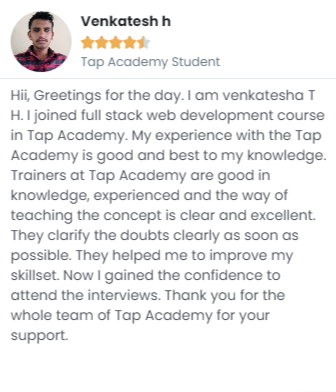 Venkatesh h
Tap Academy Student
Hii, Greetings for the day. I am venkatesha T
H. I joined full stack web development course
in Tap Academy. My experience with the Tap
Academy is good and best to my knowledge.
Trainers at Tap Academy are good in
knowledge, experienced and the way of
teaching the concept is clear and excellent.
They clarify the doubts clearly as soon as
possible. They helped me to improve my
skillset. Now I gained the confidence to
attend the interviews. Thank you for the
whole team of Tap Academy for your
support.